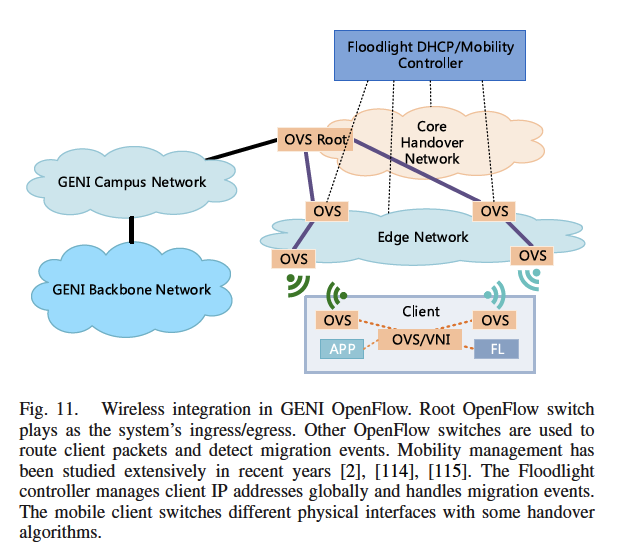 Floodlight DHCP/Mobility
Controller
Core
Handover
Network
OVS Root
GENI Campus Network
OVS
OVS
Edge Network
OVS
OVS
GENI Backbone Network
Client
OVS
OVS
OVS/VNI
APP
FL
Fig. 11. Wireless integration in GENI OpenFlow. Root OpenFlow switch
plays as the system's ingress/egress. Other OpenFlow switches are used to
route client packets and detect migration events. Mobility management has
been studied extensively in recent years [2], [114], [115]. The Floodlight
controller manages client IP addresses globally and handles migration events.
The mobile client switches different physical interfaces with some handover
algorithms.